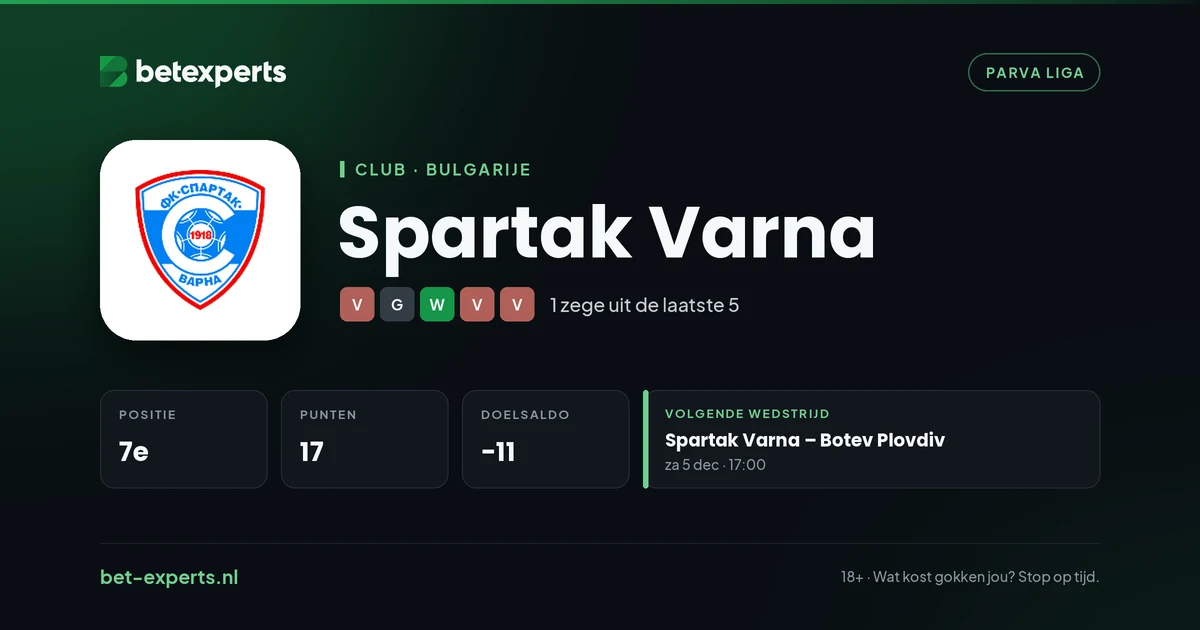 betexperts
PARVA LIGA
ФК·СПАРТАК·
1918
ВАРНА
CLUB · BULGARIJE
Spartak Varna
V G W V V 1 zege uit de laatste 5
POSITIE
7e
PUNTEN
17
DOELSALDO
−11
VOLGENDE WEDSTRIJD
Spartak Varna – Botev Plovdiv
za 5 dec · 17:00
bet-experts.nl
18+ · Wat kost gokken jou? Stop op tijd.